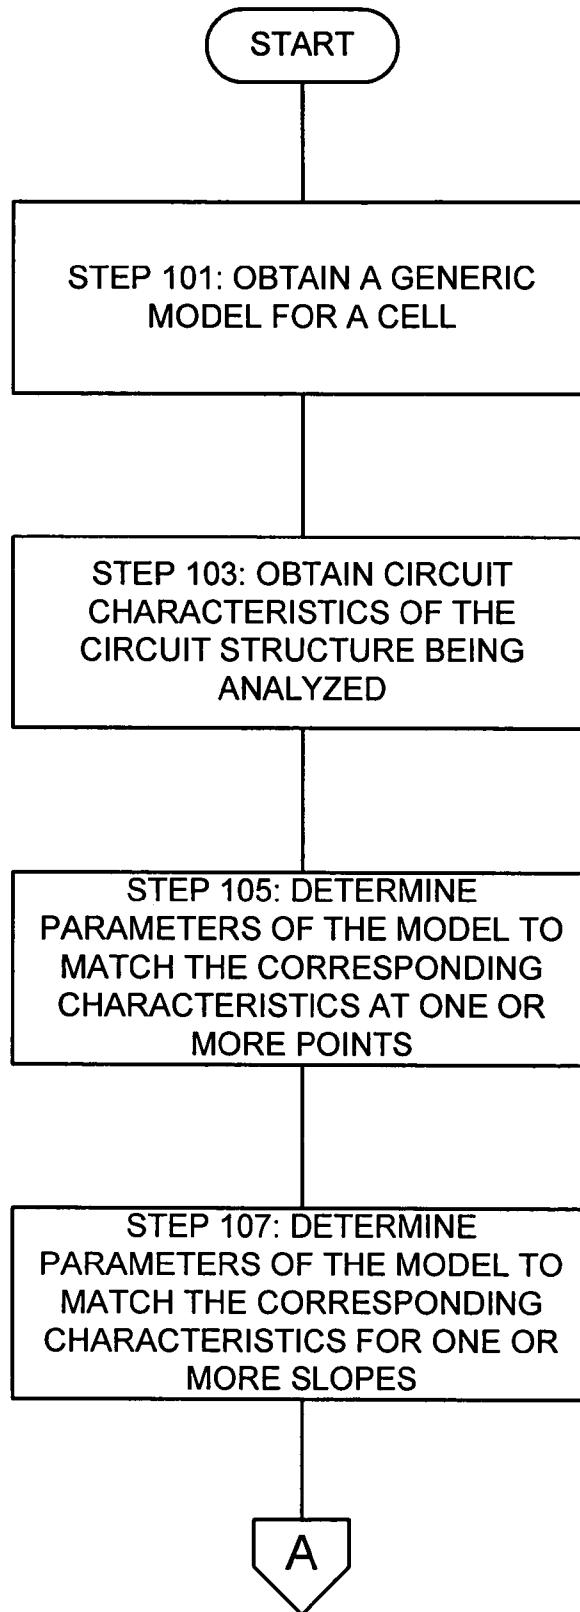 START
STEP 101: OBTAIN A GENERIC
MODEL FOR A CELL
STEP 103: OBTAIN CIRCUIT
CHARACTERISTICS OF THE
CIRCUIT STRUCTURE BEING
ANALYZED
STEP 105: DETERMINE
PARAMETERS OF THE MODEL TO
MATCH THE CORRESPONDING
CHARACTERISTICS AT ONE OR
MORE POINTS
STEP 107: DETERMINE
PARAMETERS OF THE MODEL TO
MATCH THE CORRESPONDING
CHARACTERISTICS FOR ONE OR
MORE SLOPES
A